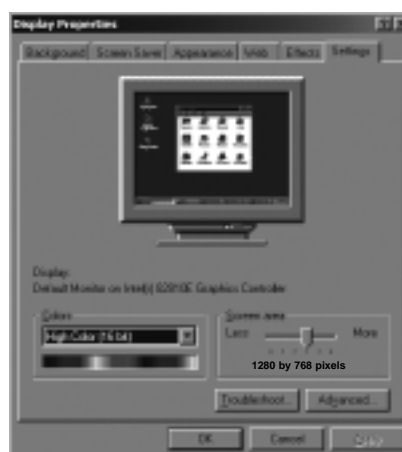 Display Properties
Background Screen Saver Appearance Web Effects Settings
Display:
Default Monitor on Intel(r) 82810E Graphics Controller
Colors
High Color (16 bit)
Screen area
Less More
1280 by 768 pixels
Troubleshoot... Advanced...
OK Cancel Apply